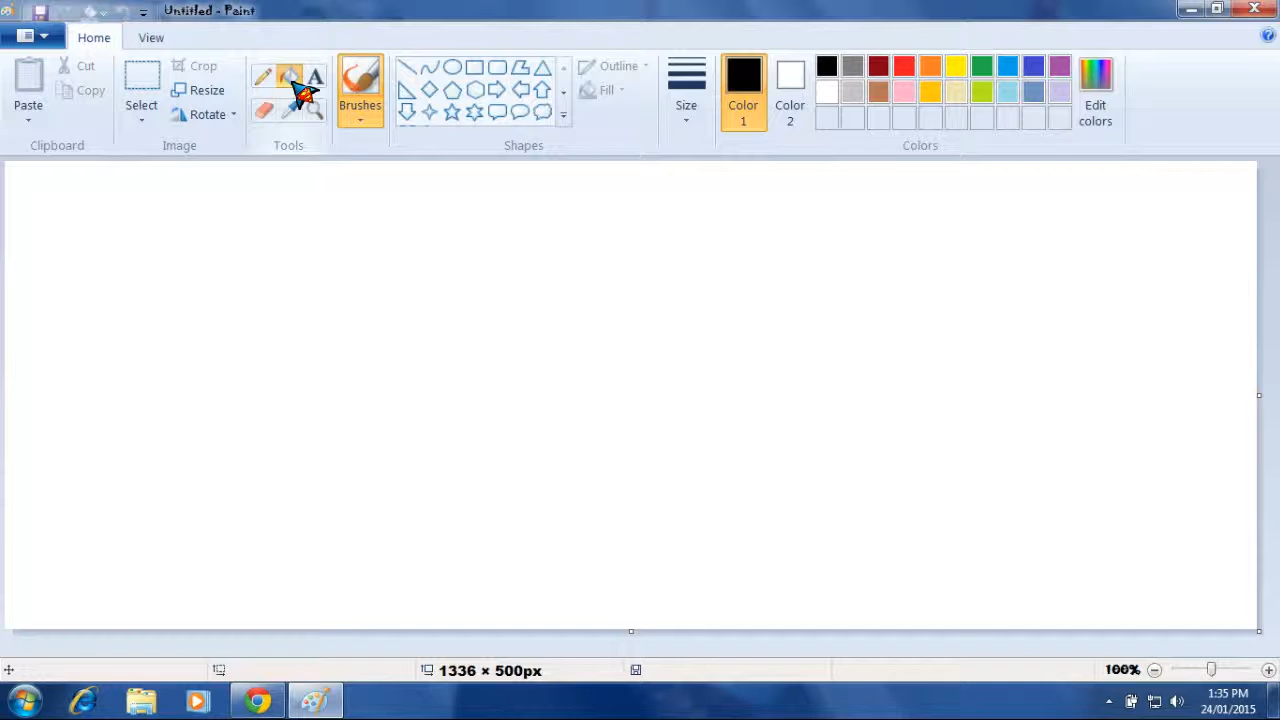 Untitled - Paint
Home View
Paste
Cut
Copy
Clipboard
Select
Crop
Resize
Rotate
Image
A
Tools
Brushes
Shapes
Outline
Fill
Size
Color 1
Color 2
Edit colors
Colors
1336 × 500px
100%
1:35 PM
24/01/2015